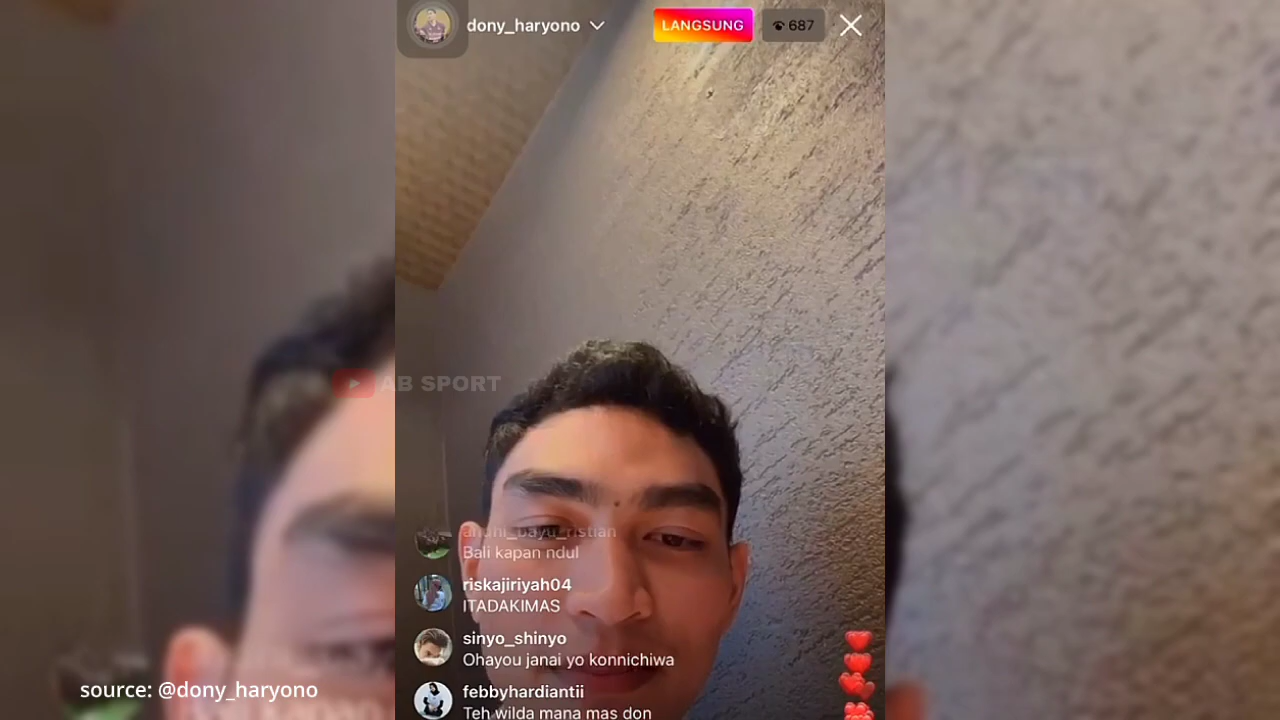 dony_haryono
LANGSUNG
687
AB SPORT
andhi_bayu_ristian
Bali kapan ndul
riskajiriyah04
ITADAKIMAS
sinyo_shinyo
Ohayou janai yo konnichiwa
febbyhardiantii
Teh wilda mana mas don
source: @dony_haryono